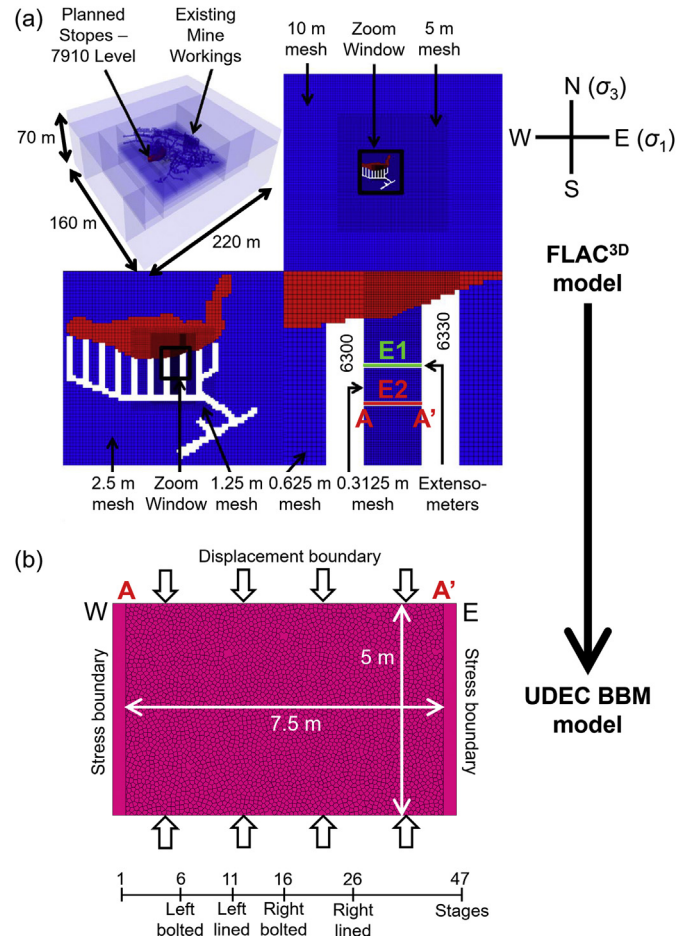 (a)
Planned
Stopes –
7910 Level
Existing
Mine
Workings
10 m
mesh
Zoom
Window
5 m
mesh
N (σ3)
W
E (σ1)
S
70 m
160 m
220 m
FLAC3D
model
6300
6330
E1
E2
A
A'
2.5 m
mesh
Zoom
Window
1.25 m
mesh
0.625 m
mesh
0.3125 m
mesh
Extenso-
meters
(b)
Displacement boundary
A
A'
W
E
Stress boundary
5 m
7.5 m
Stress boundary
UDEC BBM
model
1
6
11
16
26
47
Left
bolted
Left
lined
Right
bolted
Right
lined
Stages